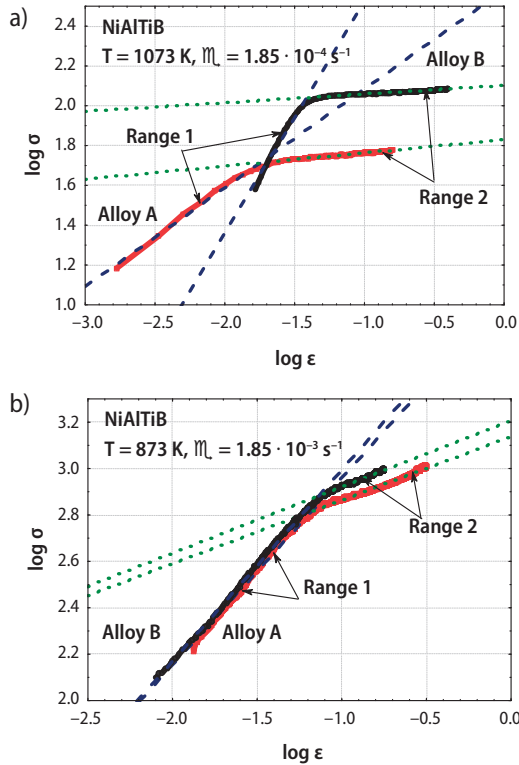 a)
NiAlTiB
T = 1073 K, ♏ = 1.85 · 10⁻⁴ s⁻¹
Alloy B
Range 1
Range 2
Alloy A
log σ
2.6
2.4
2.2
2.0
1.8
1.6
1.4
1.2
1.0
−3.0 −2.5 −2.0 −1.5 −1.0 −0.5 0.0
log ε
b)
NiAlTiB
T = 873 K, ♏ = 1.85 · 10⁻³ s⁻¹
Range 2
Range 1
Alloy B Alloy A
log σ
3.2
3.0
2.8
2.6
2.4
2.2
2.0
−2.5 −2.0 −1.5 −1.0 −0.5 0.0
log ε